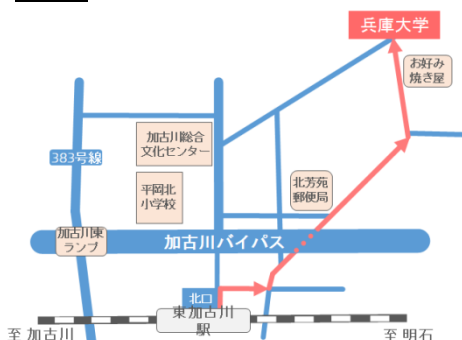 兵庫大学
お好み
焼き屋
加古川総合
文化センター
383号線
平岡北
小学校
北芳苑
郵便局
加古川東
ランプ
加古川バイパス
北口
東加古川
駅
至 加古川
至 明石